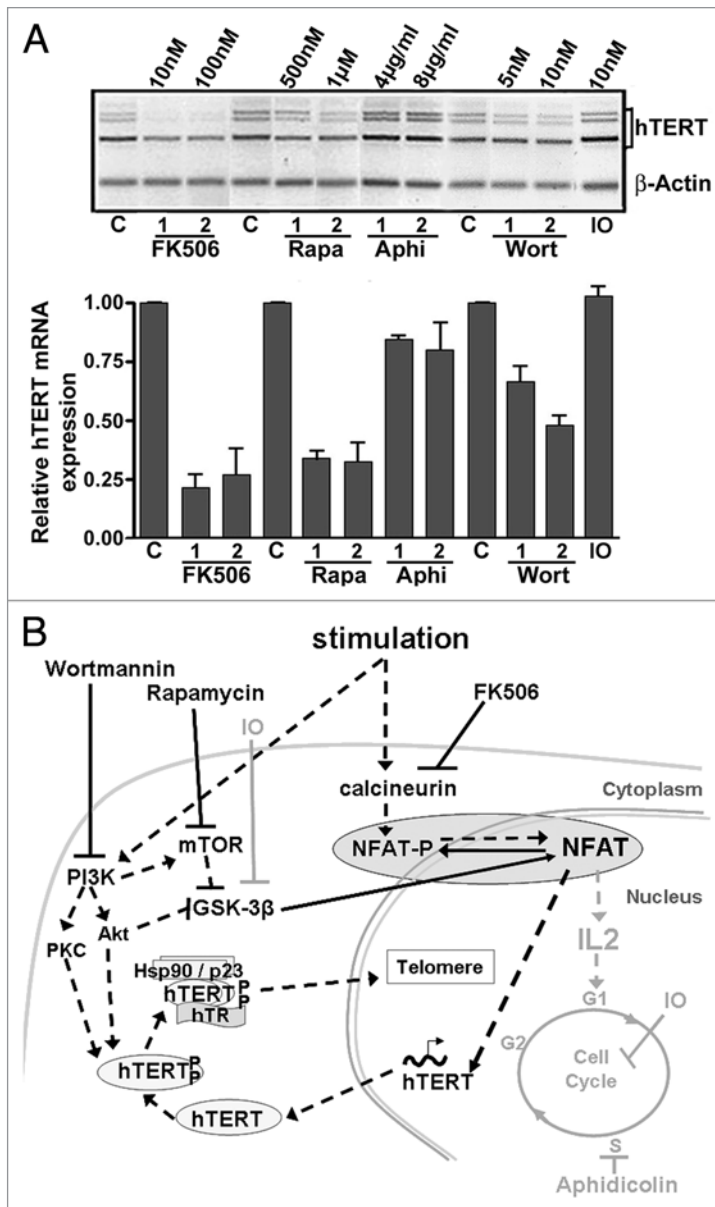 A
10nM 100nM 500nM 1µM 4µg/ml 8µg/ml 5nM 10nM 10nM
hTERT
β-Actin
C 1 2 C 1 2 1 2 C 1 2 IO
FK506 Rapa Aphi Wort
Relative hTERT mRNA
expression
1.00
0.75
0.50
0.25
0.00
C 1 2 C 1 2 1 2 C 1 2 IO
FK506 Rapa Aphi Wort
B
stimulation
Wortmannin
Rapamycin
FK506
IO
calcineurin
Cytoplasm
mTOR
NFAT-P
NFAT
PI3K
GSK-3β
Nucleus
PKC
Akt
IL2
Hsp90 / p23
hTERT P
P
hTR
Telomere
G1
IO
G2
Cell
Cycle
hTERT P
P
hTERT
hTERT
S
Aphidicolin